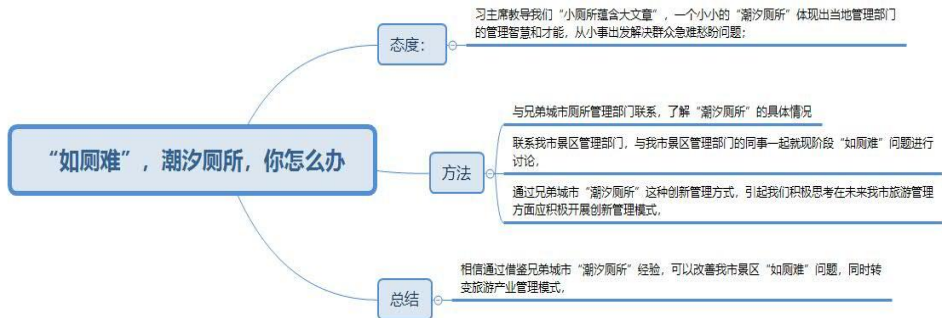 习主席教导我们“小厕所蕴含大文章”，一个小小的“潮汐厕所”体现出当地管理部门
的管理智慧和才能，从小事出发解决群众急难愁盼问题；
态度：
“如厕难”，潮汐厕所，你怎么办
与兄弟城市厕所管理部门联系，了解“潮汐厕所”的具体情况
联系我市景区管理部门，与我市景区管理部门的同事一起就现阶段“如厕难”问题进行
讨论，
方法
通过兄弟城市“潮汐厕所”这种创新管理方式，引起我们积极思考在未来我市旅游管理
方面应积极开展创新管理模式，
相信通过借鉴兄弟城市“潮汐厕所”经验，可以改善我市景区“如厕难”问题，同时转
变旅游产业管理模式，
总结